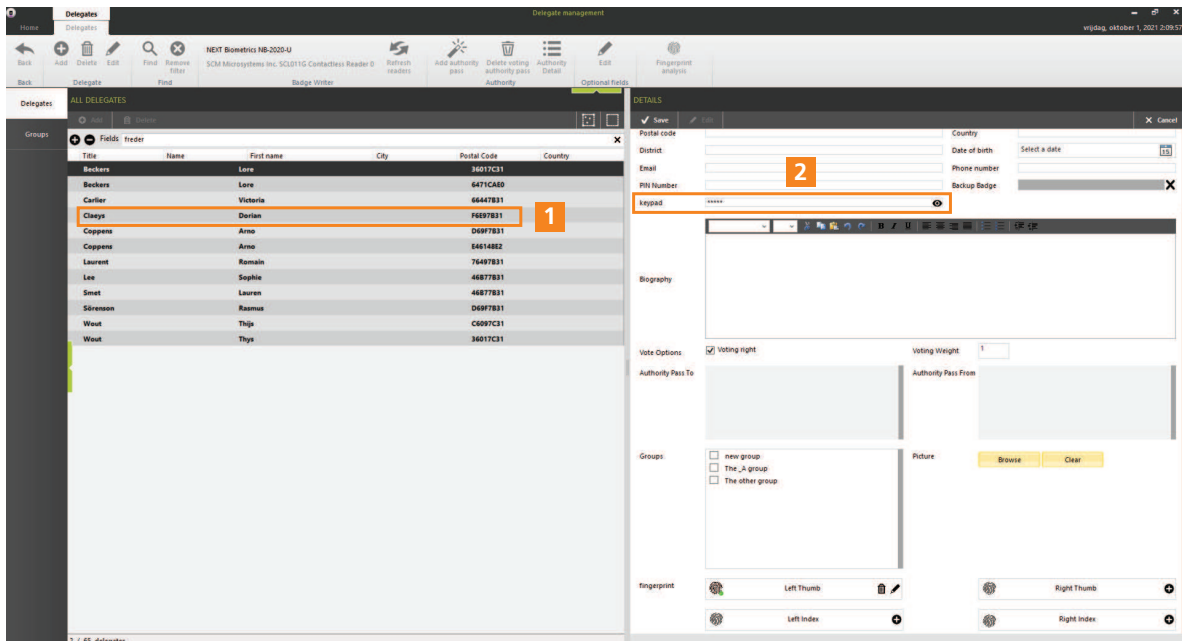 Delegates
Delegate management
Home
Delegates
vrijdag, oktober 1, 2021 2:09:57
NEXT Biometrics NB-2020-U
SCM Microsystems Inc. SCL011G Contactless Reader 0
Back
Add
Delete
Edit
Find
Remove filter
Refresh readers
Add authority pass
Delete voting authority pass
Authority Detail
Edit
Fingerprint analysis
Back
Delegate
Find
Badge Writer
Authority
Optional fields
Delegates
Groups
ALL DELEGATES
Add
Delete
Fields freder
Title Name First name City Postal Code Country
Beckers Lore 36017C31
Beckers Lore 6471CAE0
Carlier Victoria 66447B31
Claeys Dorian F6E97B31
1
Coppens Arno D69F7B31
Coppens Arno E46148E2
Laurent Romain 76497B31
Lee Sophie 46B77B31
Smet Lauren 46B77B31
Sörenson Rasmus D69F7B31
Wout Thijs C6097C31
Wout Thys 36017C31
DETAILS
Save
Edit
Cancel
Postal code
Country
District
Date of birth Select a date 15
Email
Phone number
2
PIN Number
Backup Badge
keypad *****
B I U
Biography
Vote Options Voting right
Voting Weight 1
Authority Pass To
Authority Pass From
Groups
new group
The_A group
The other group
Picture Browse Clear
fingerprint
Left Thumb
Right Thumb
Left Index
Right Index